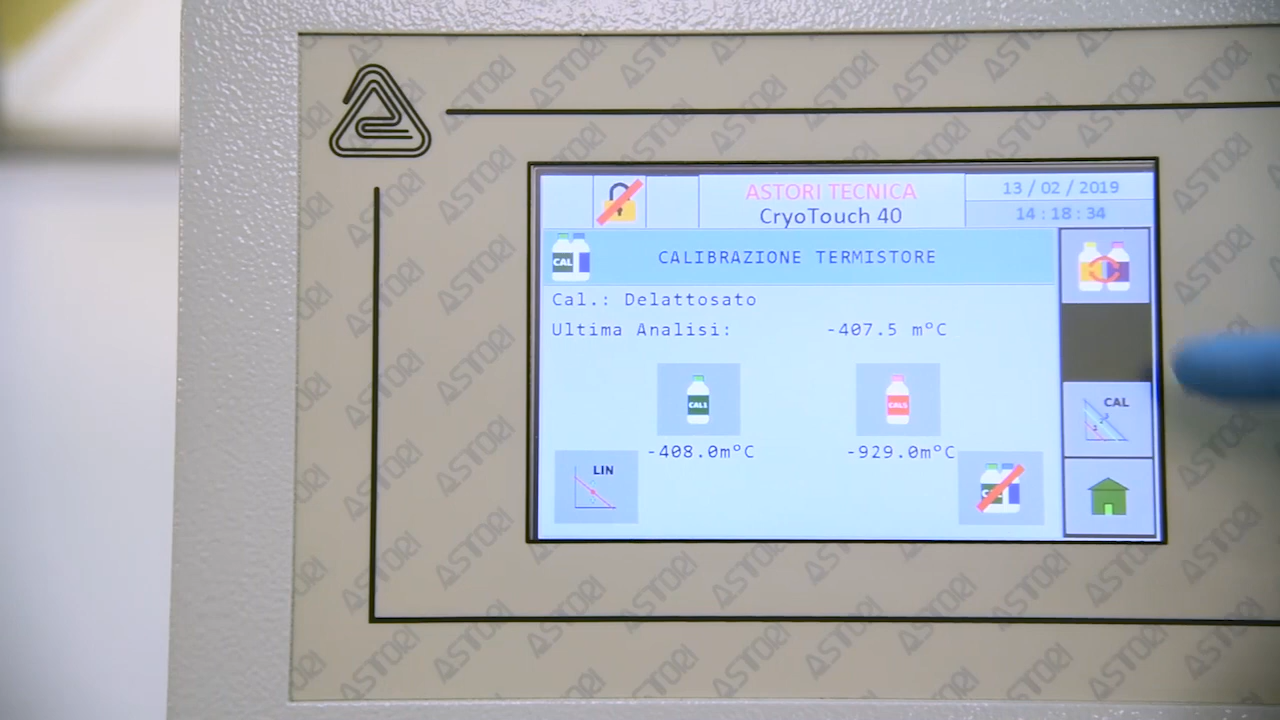 ASTORI TECNICA
CryoTouch 40
13 / 02 / 2019
14 : 18 : 34
CAL
CALIBRAZIONE TERMISTORE
Cal.: Delattosato
Ultima Analisi: -407.5 m°C
CAL1
CAL5
-408.0m°C
-929.0m°C
LIN
CAL
ASTORI